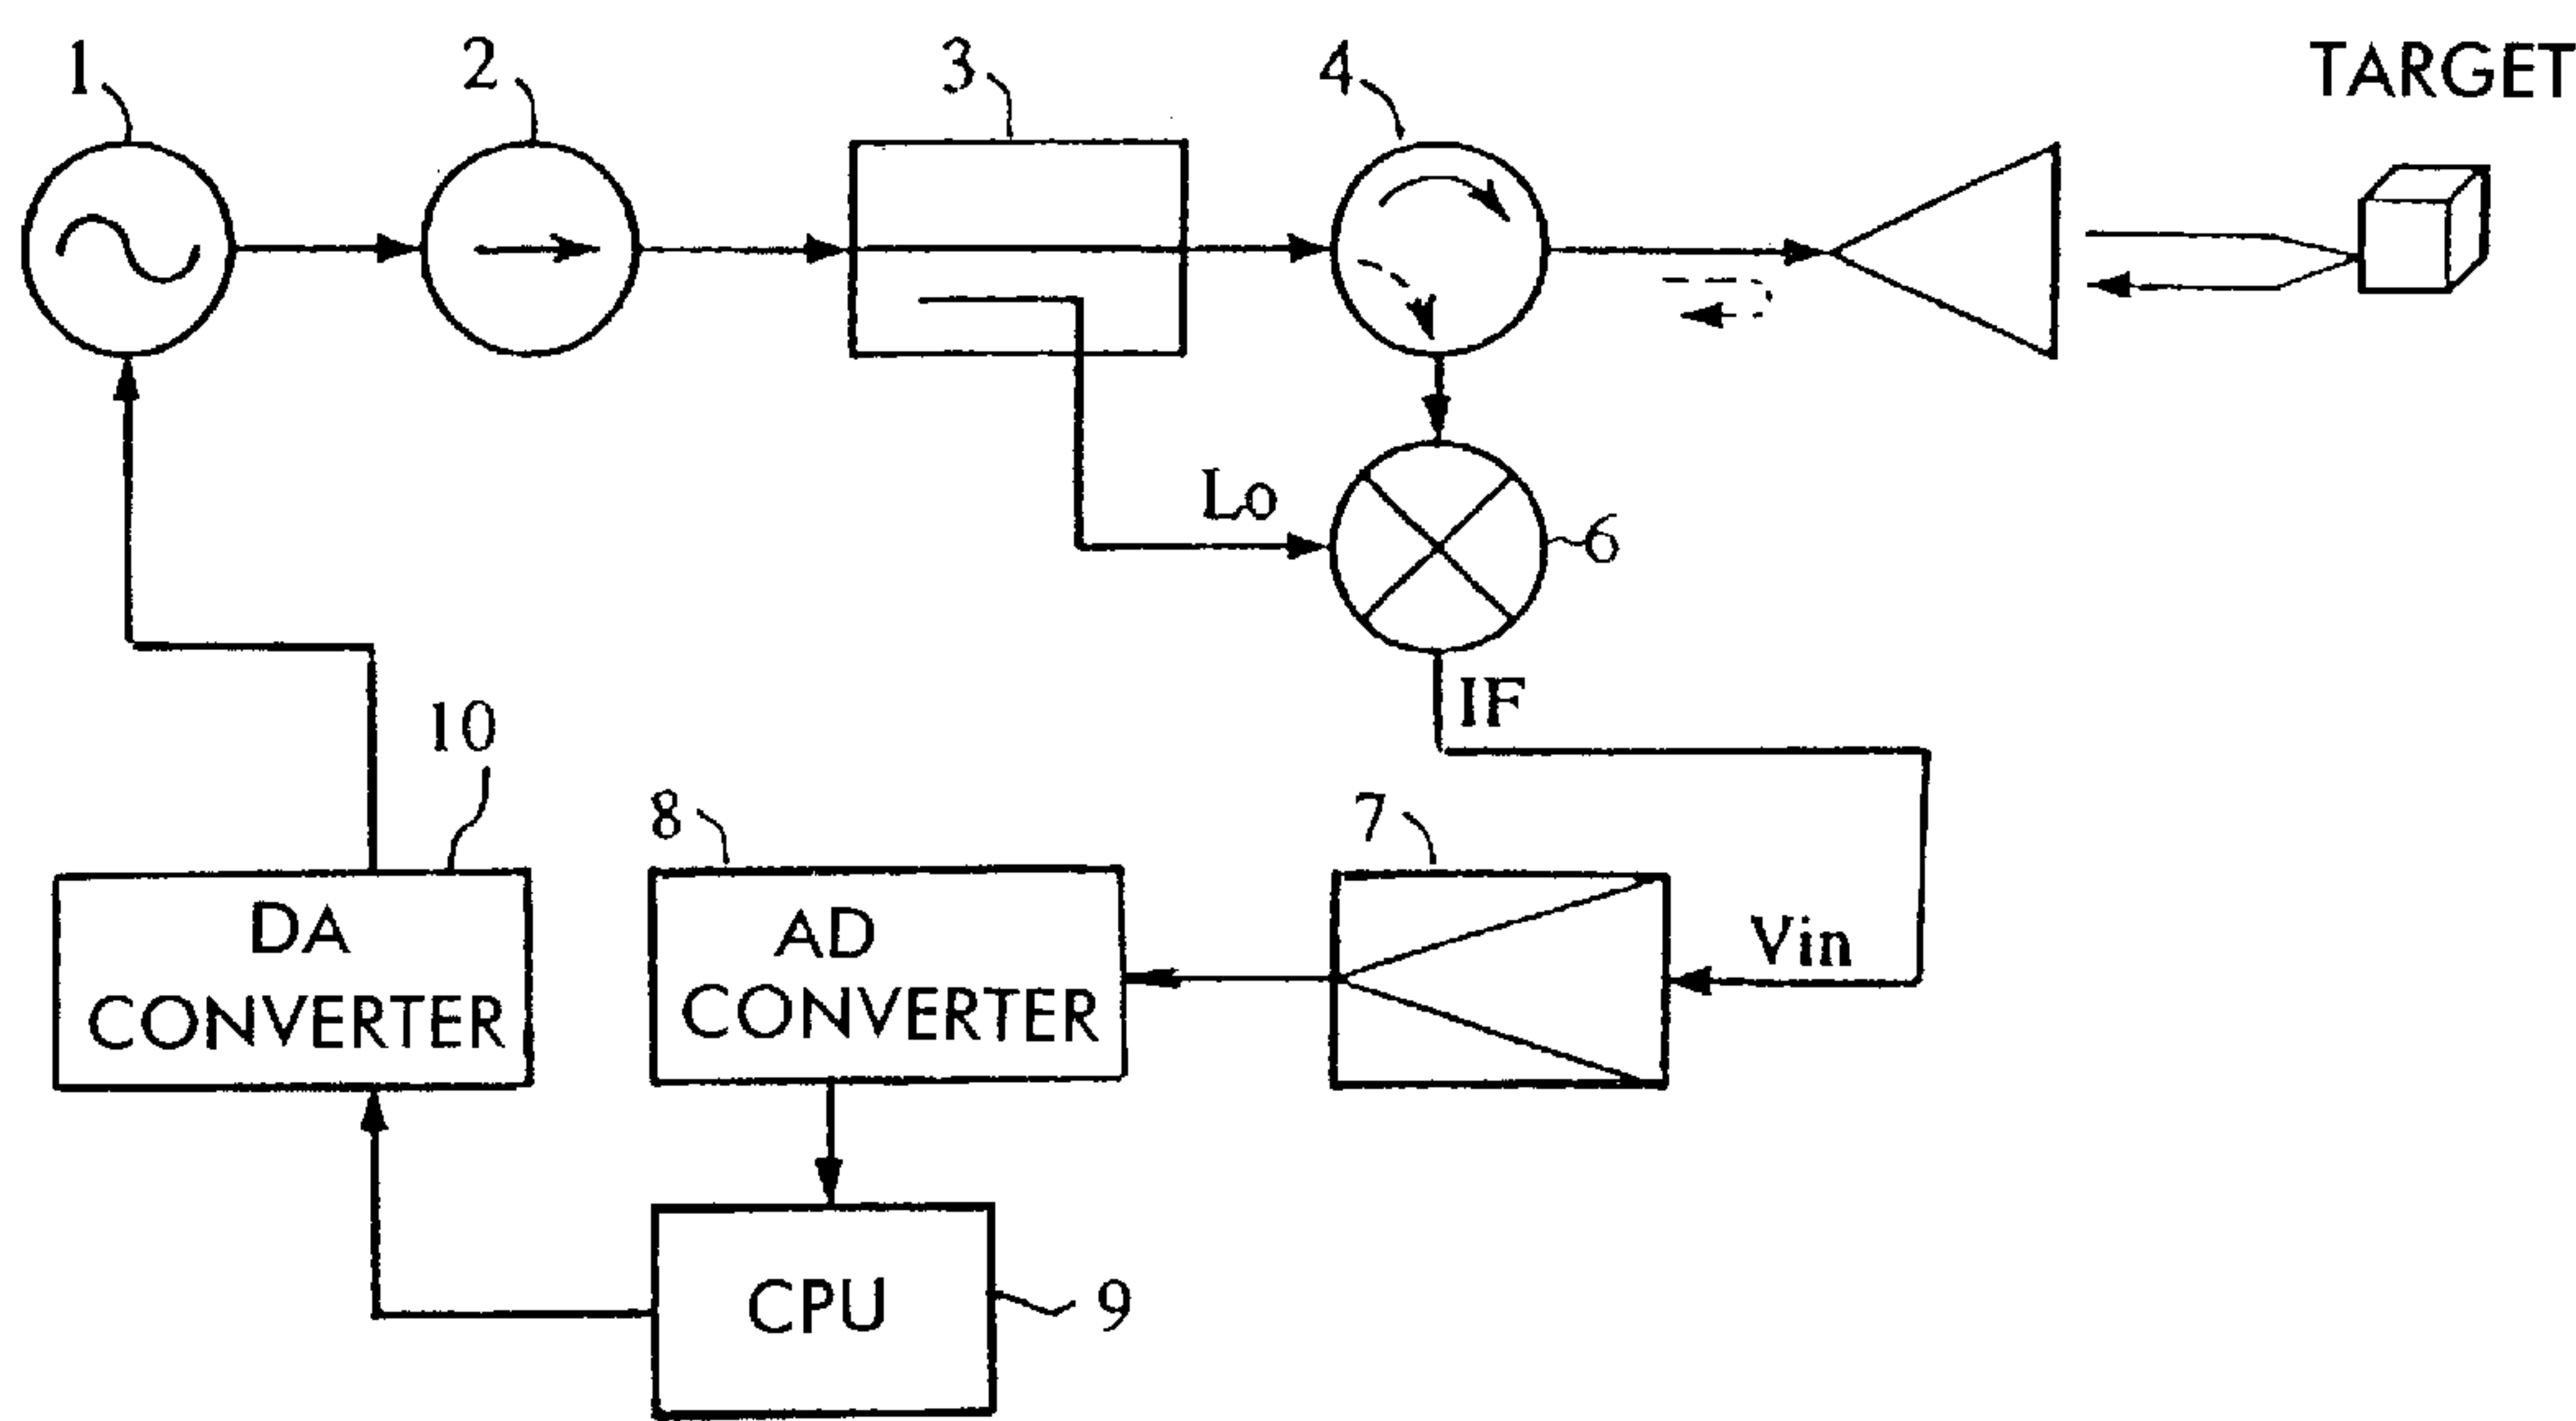 1
2
3
4
TARGET
Lo
6
IF
10
8
7
DA
CONVERTER
AD
CONVERTER
Vin
CPU
9